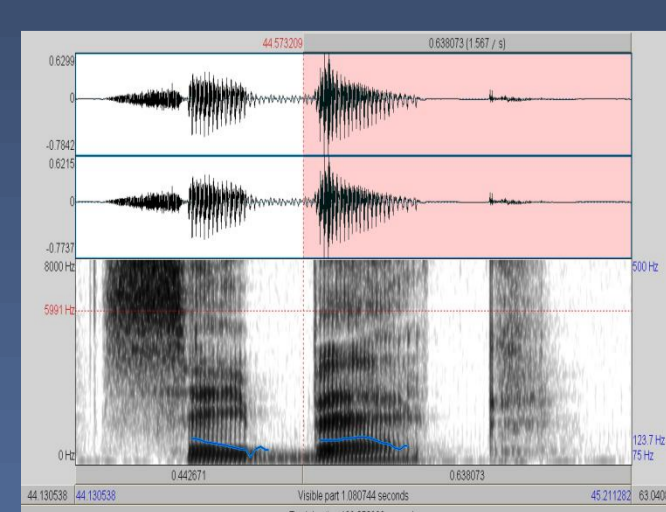 44.573209 0.638073 (1.567 / s)
0.6299
0
-0.7842
0.6215
0
-0.7737
8000 Hz 500 Hz
5991 Hz
123.7 Hz
0 Hz 75 Hz
0.442671 0.638073
44.130538 44.130538 Visible part 1.080744 seconds 45.211282